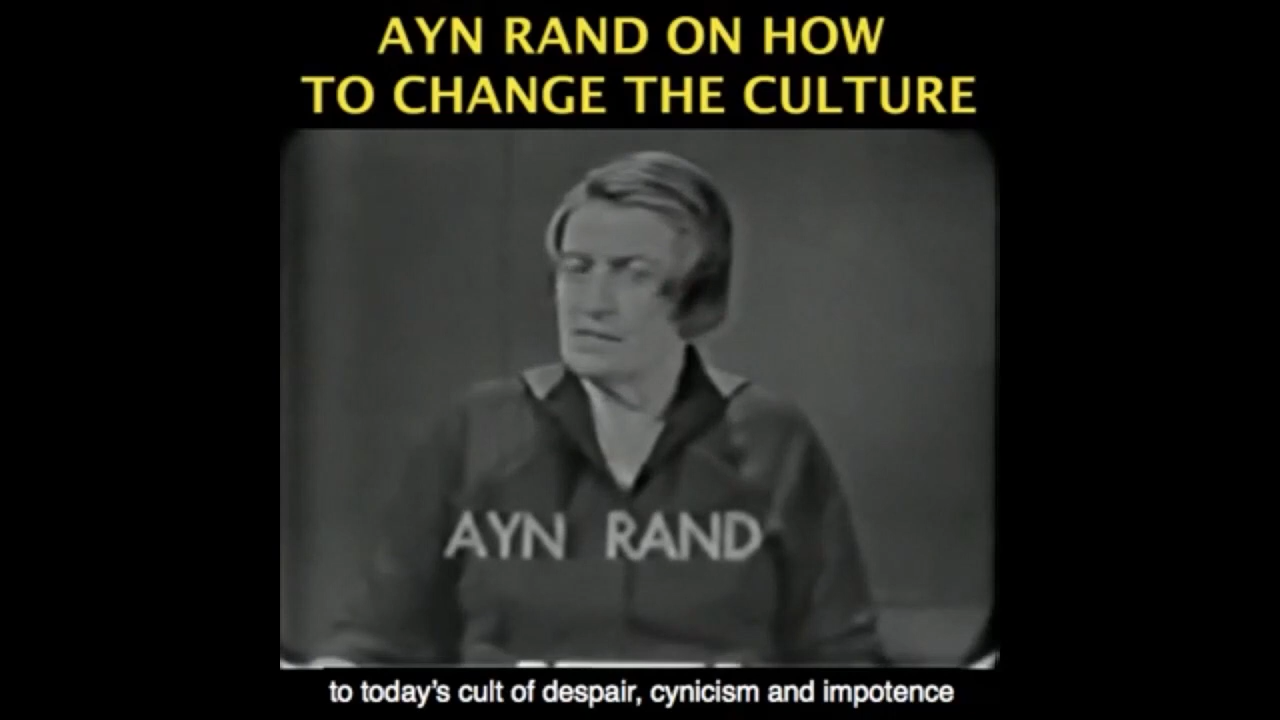 AYN RAND ON HOW
TO CHANGE THE CULTURE
AYN RAND
to today's cult of despair, cynicism and impotence